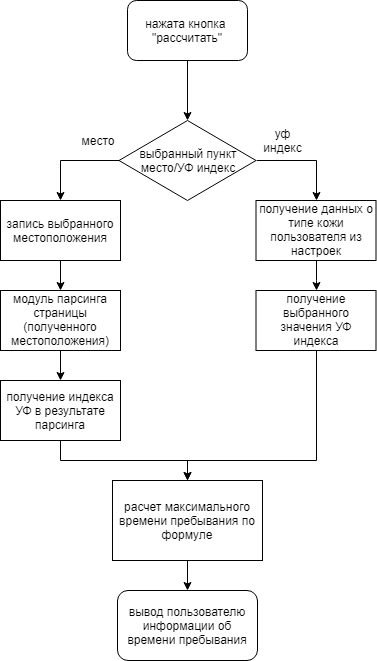 нажата кнопка
"рассчитать"
место
уф
индекс
выбранный пункт
место/УФ индекс
запись выбранного
местоположения
получение данных о
типе кожи
пользователя из
настроек
модуль парсинга
страницы
(полученного
местоположения)
получение
выбранного
значения УФ
индекса
получение индекса
УФ в результате
парсинга
расчет максимального
времени пребывания по
формуле
вывод пользователю
информации об
времени пребывания